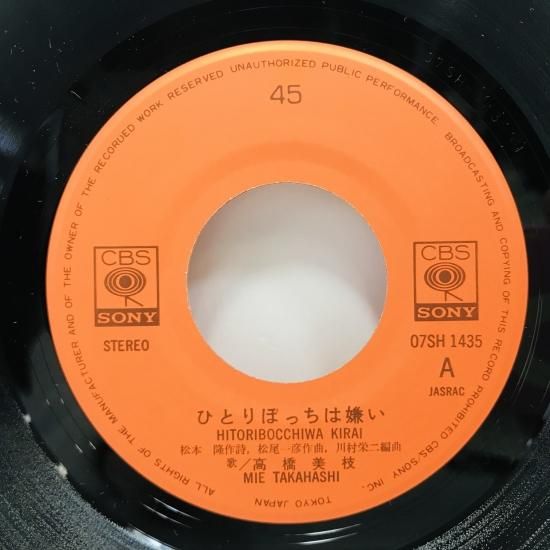 ALL RIGHTS OF THE MANUFACTURER AND OF THE OWNER OF THE RECORDED WORK RESERVED UNAUTHORIZED PUBLIC PERFORMANCE BROADCASTING AND COPYING OF THIS RECORD PROHIBITED CBS/SONY INC. TOKYO JAPAN
45
CBS
SONY
STEREO
CBS
SONY
07SH 1435
A
JASRAC
ひとりぼっちは嫌い
HITORIBOCCHIWA KIRAI
松本 隆作詩, 松尾一彦作曲, 川村栄二編曲
歌/高橋美枝
MIE TAKAHASHI